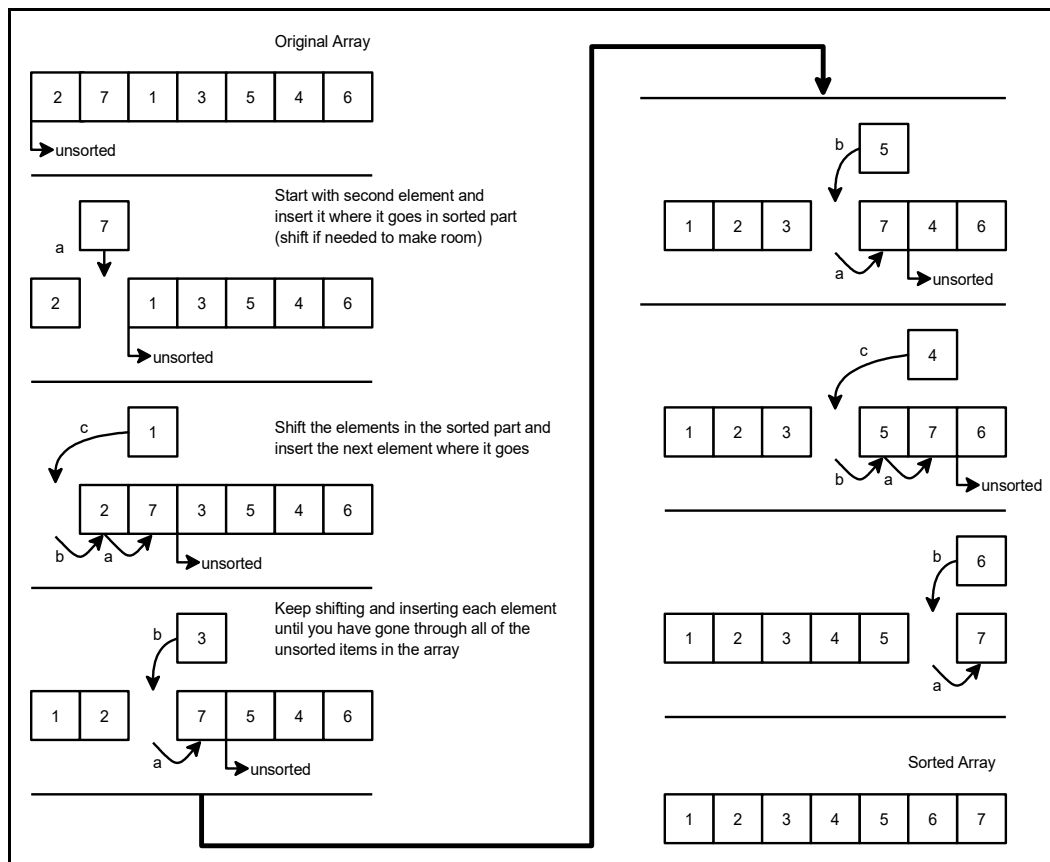 Original Array
2 7 1 3 5 4 6
unsorted
Start with second element and
insert it where it goes in sorted part
(shift if needed to make room)
7
a
2 1 3 5 4 6
unsorted
c
1
Shift the elements in the sorted part and
insert the next element where it goes
2 7 3 5 4 6
b a
unsorted
Keep shifting and inserting each element
until you have gone through all of the
unsorted items in the array
b
3
1 2 7 5 4 6
a
unsorted
b
5
1 2 3 7 4 6
a
unsorted
c
4
1 2 3 5 7 6
b a
unsorted
b
6
1 2 3 4 5 7
a
Sorted Array
1 2 3 4 5 6 7